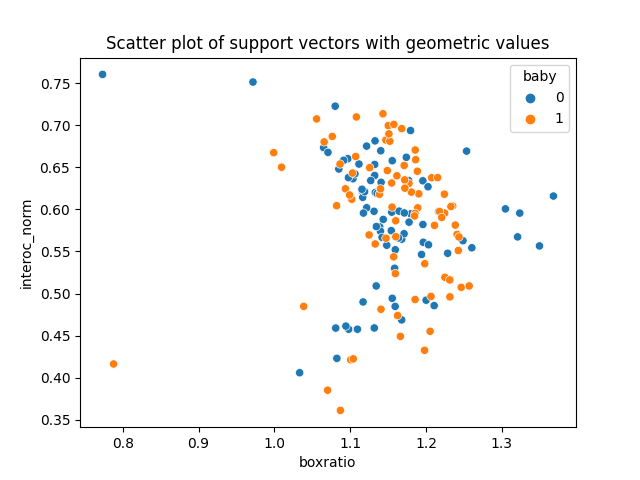 Scatter plot of support vectors with geometric values
baby
0
1
0.75
0.70
0.65
0.60
0.55
0.50
0.45
0.40
0.35
interoc_norm
0.8 0.9 1.0 1.1 1.2 1.3
boxratio